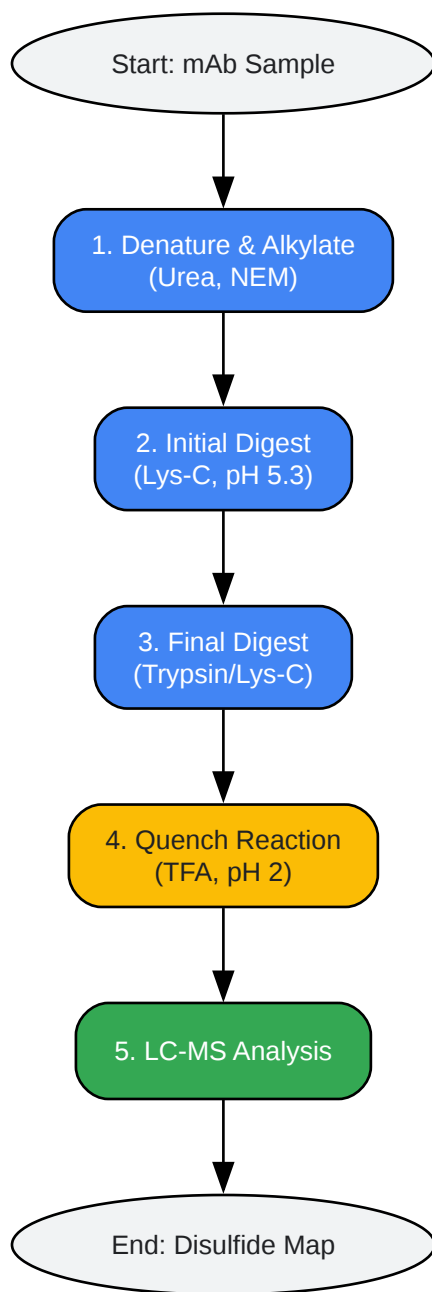 Start: mAb Sample
1. Denature & Alkylate
(Urea, NEM)
2. Initial Digest
(Lys-C, pH 5.3)
3. Final Digest
(Trypsin/Lys-C)
4. Quench Reaction
(TFA, pH 2)
5. LC-MS Analysis
End: Disulfide Map